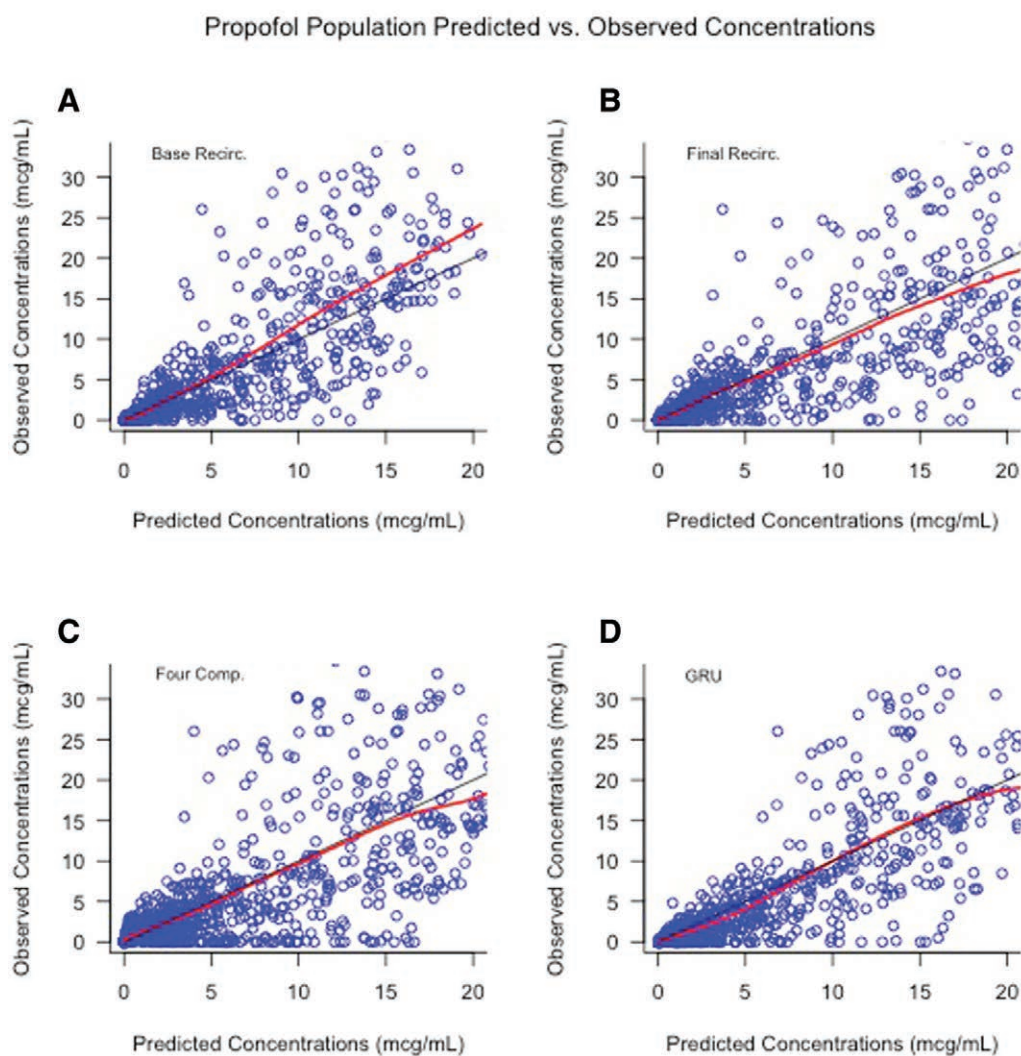 Propofol Population Predicted vs. Observed Concentrations
A
Base Recirc.
Observed Concentrations (mcg/mL)
30
25
20
15
10
5
0
0 5 10 15 20
Predicted Concentrations (mcg/mL)
B
Final Recirc.
Observed Concentrations (mcg/mL)
30
25
20
15
10
5
0
0 5 10 15 20
Predicted Concentrations (mcg/mL)
C
Four Comp.
Observed Concentrations (mcg/mL)
30
25
20
15
10
5
0
0 5 10 15 20
Predicted Concentrations (mcg/mL)
D
GRU
Observed Concentrations (mcg/mL)
30
25
20
15
10
5
0
0 5 10 15 20
Predicted Concentrations (mcg/mL)